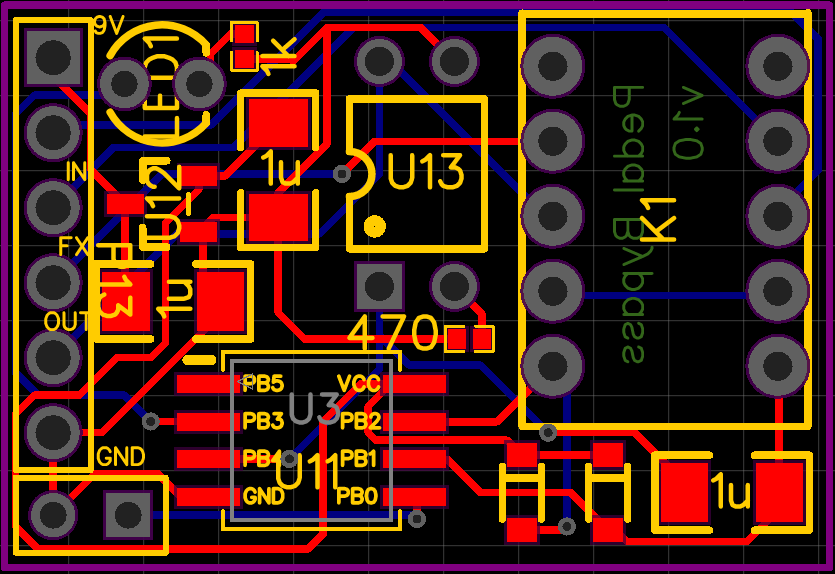 9V
LED1
1K
IN
U12
1u
U13
K1
Pedal Bypass
v1.0
FX
1u
OUT
470
PB5
VCC
U3
PB3
PB2
PB4
PB1
U11
GND
PB0
GND
1u